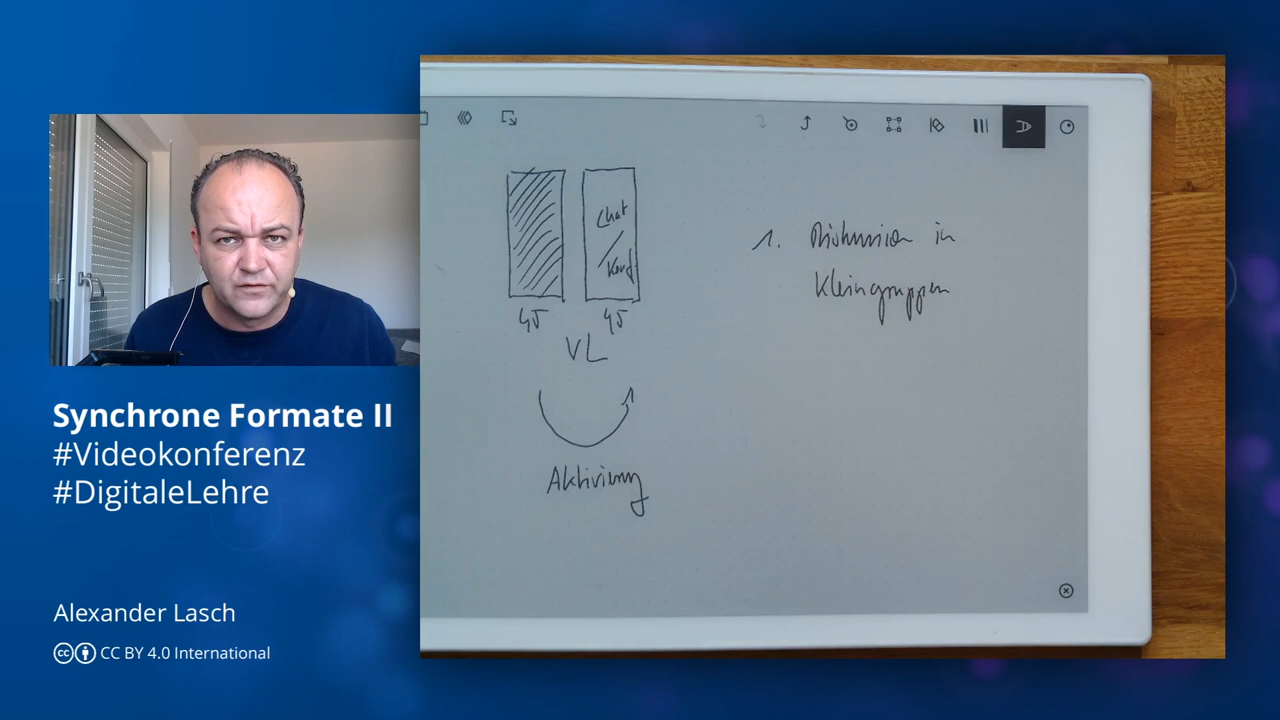 Synchrone Formate II
#Videokonferenz
#DigitaleLehre
Alexander Lasch
CC BY 4.0 International
Chat
/
Konf
45 45
VL
Aktivierung
1. Diskussion in
Kleingruppen